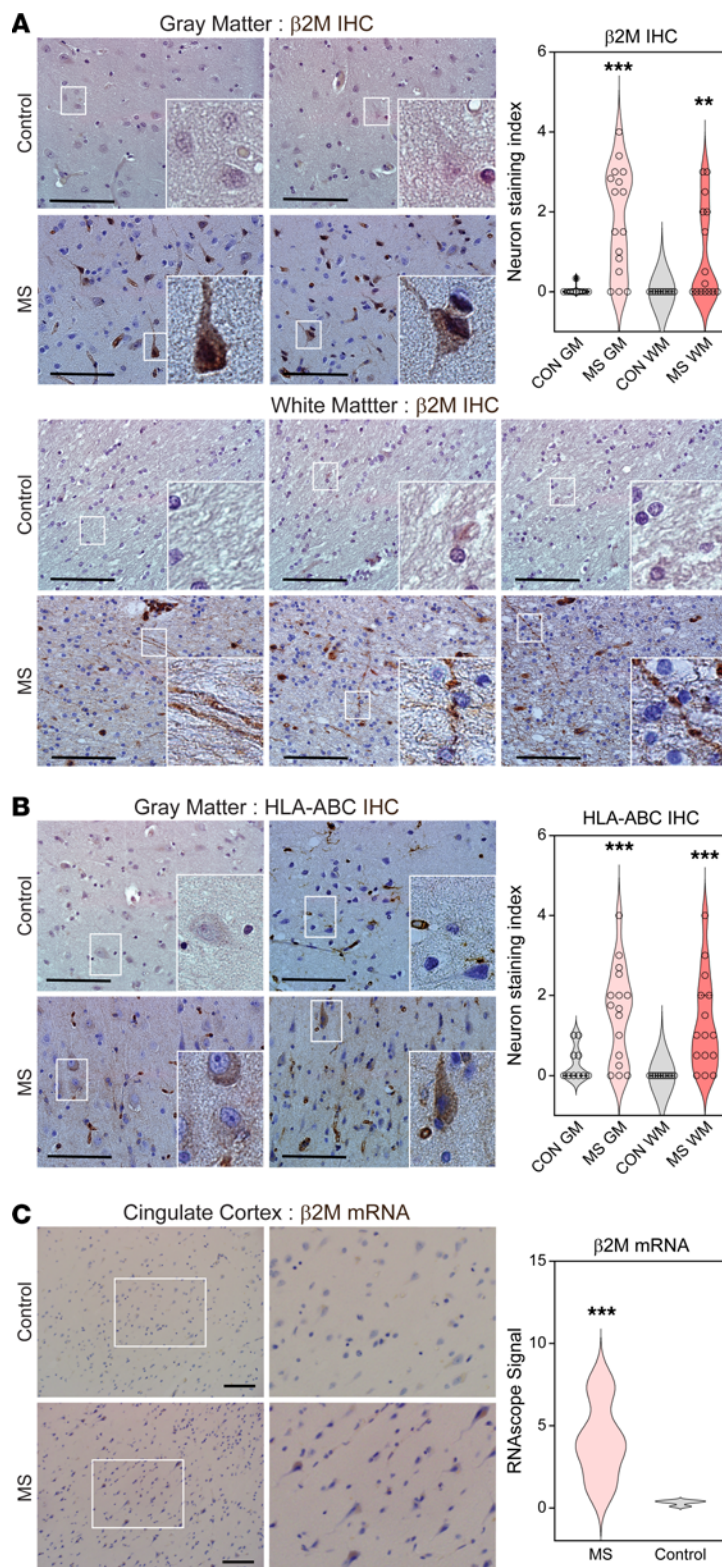 A
Gray Matter : β2M IHC
Control
MS
β2M IHC
Neuron staining index
6
4
2
0
***
**
CON GM
MS GM
CON WM
MS WM
White Mattter : β2M IHC
Control
MS
B
Gray Matter : HLA-ABC IHC
Control
MS
HLA-ABC IHC
Neuron staining index
6
4
2
0
***
***
CON GM
MS GM
CON WM
MS WM
C
Cingulate Cortex : β2M mRNA
Control
MS
β2M mRNA
RNAscope Signal
15
10
5
0
***
MS
Control